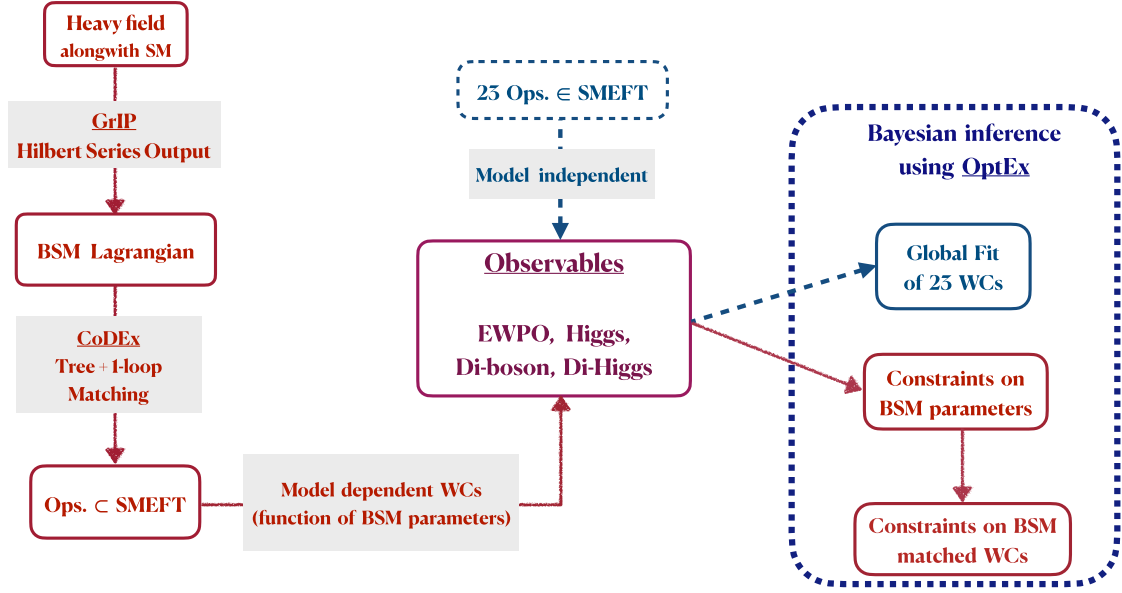 Heavy field
alongwith SM
GrIP
Hilbert Series Output
BSM Lagrangian
CoDEx
Tree + 1-loop
Matching
Ops. ⊂ SMEFT
Model dependent WCs
(function of BSM parameters)
23 Ops. ∈ SMEFT
Model independent
Observables
EWPO, Higgs,
Di-boson, Di-Higgs
Bayesian inference
using OptEx
Global Fit
of 23 WCs
Constraints on
BSM parameters
Constraints on BSM
matched WCs